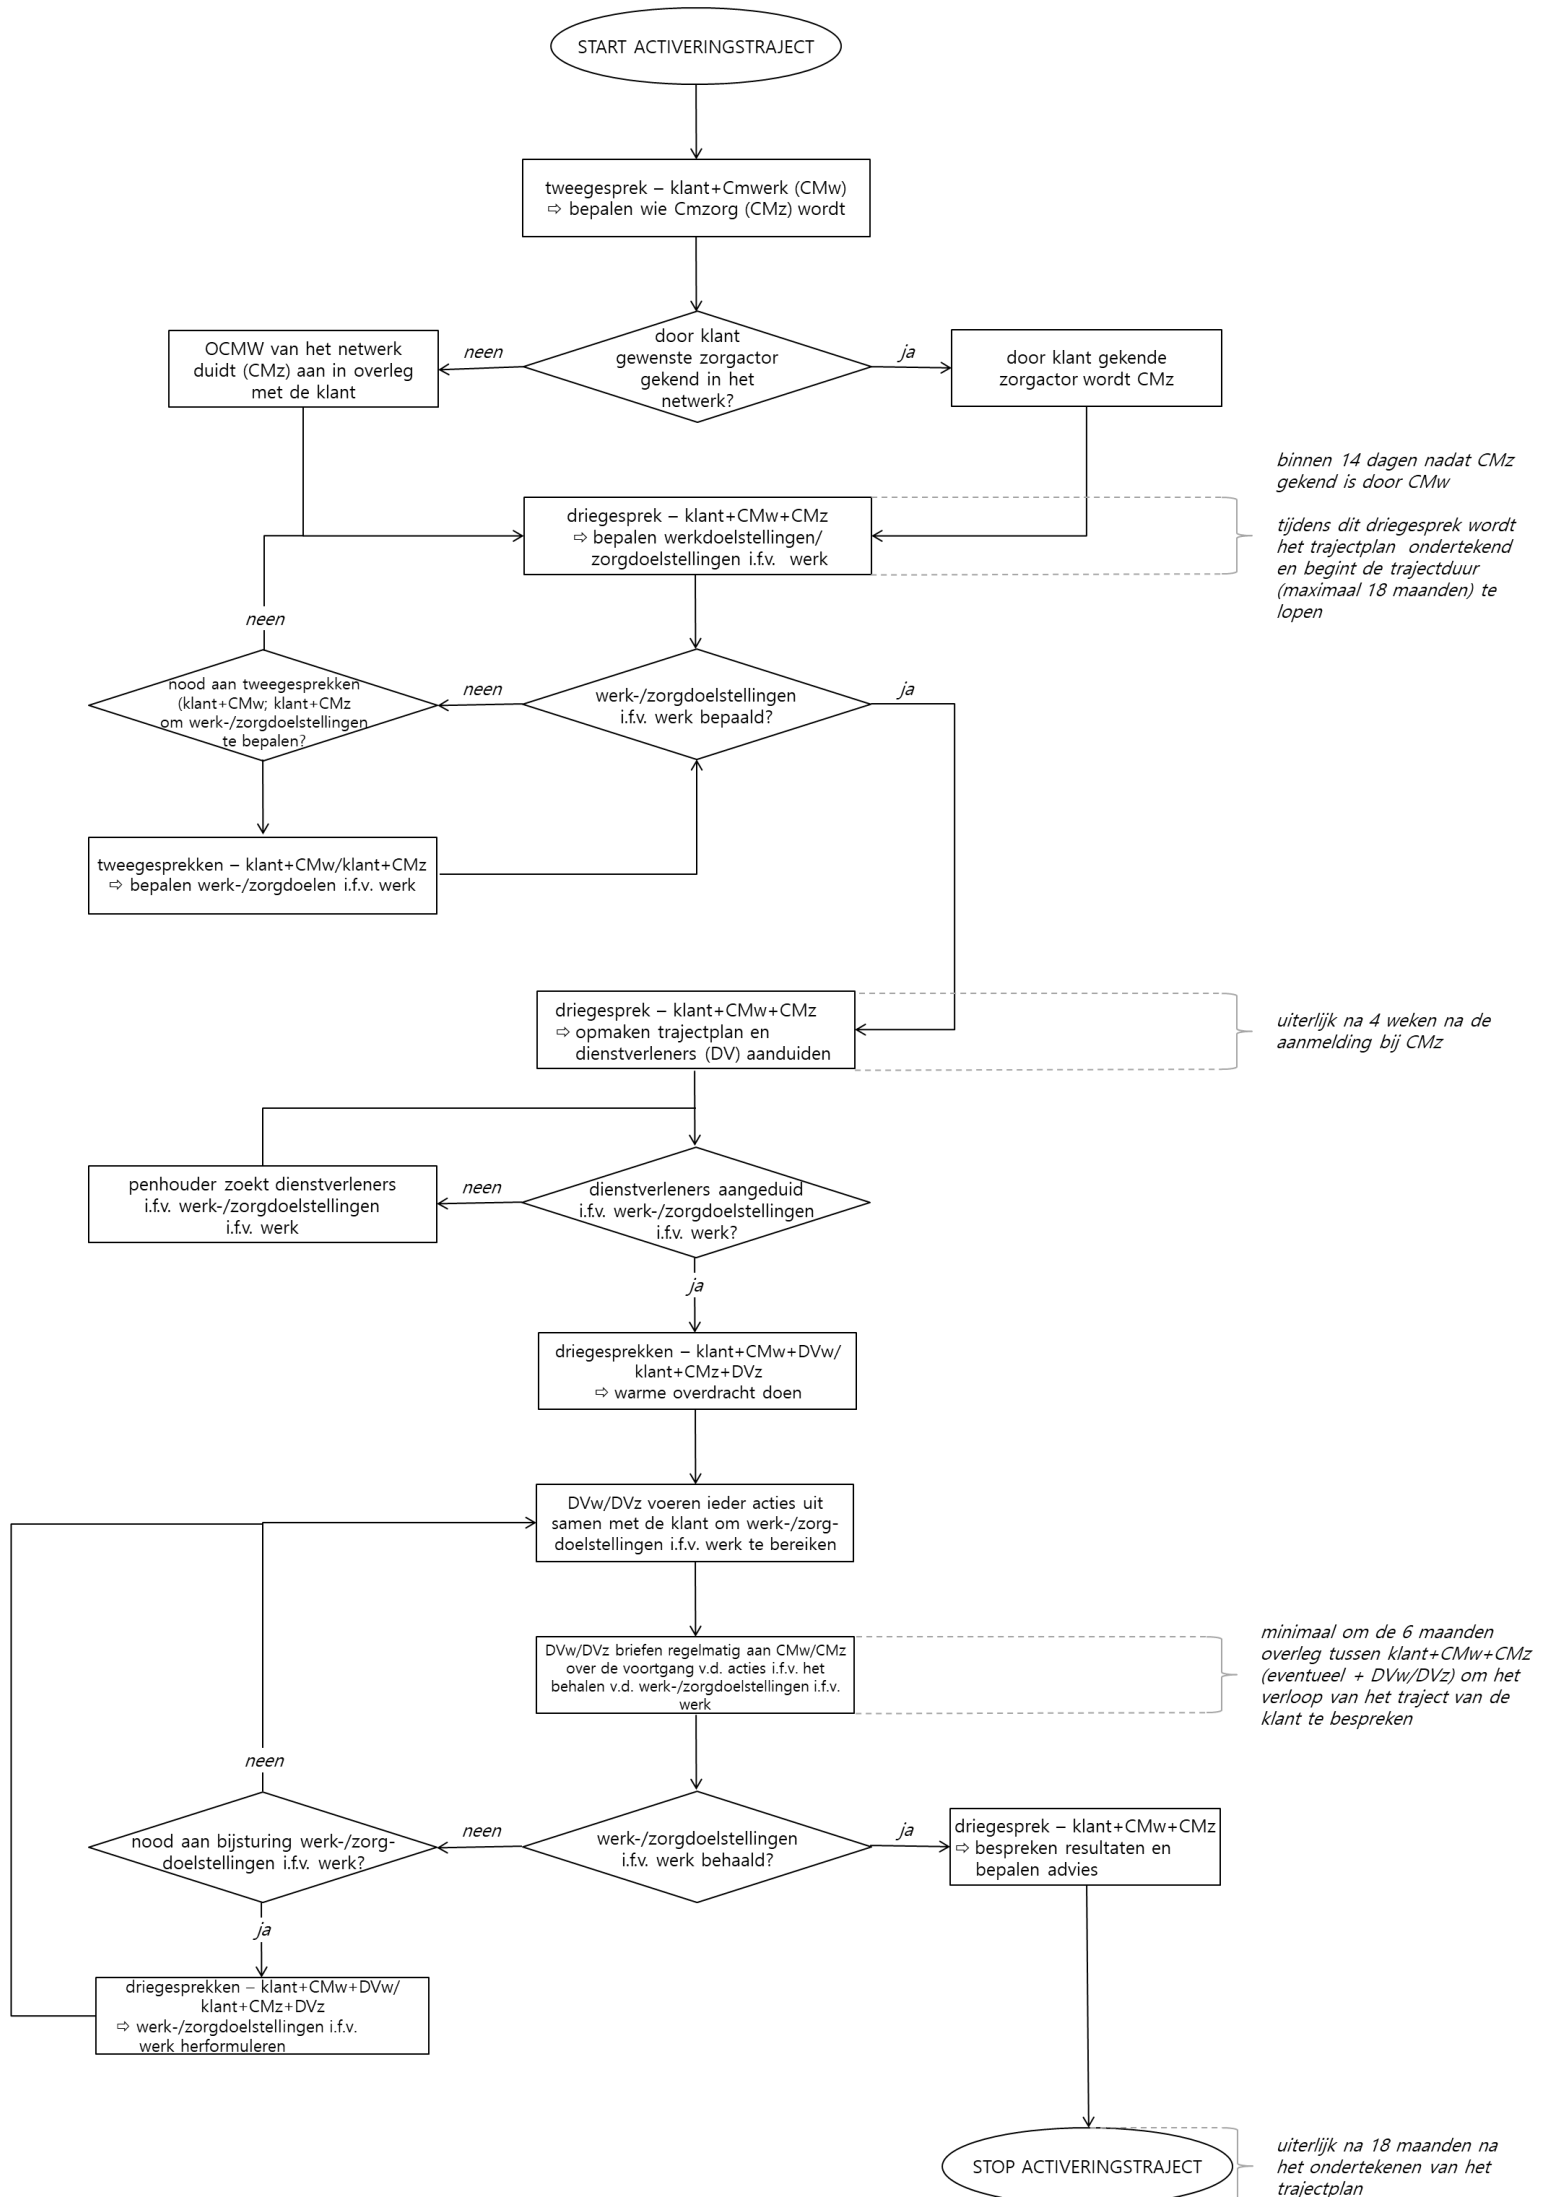 START ACTIVERINGSTRAJECT
tweegesprek – klant+Cmwerk (CMw)
⇨ bepalen wie Cmzorg (CMz) wordt
OCMW van het netwerk
duidt (CMz) aan in overleg
met de klant
neen
door klant
gewenste zorgactor
gekend in het
netwerk?
ja
door klant gekende
zorgactor wordt CMz
binnen 14 dagen nadat CMz
gekend is door CMw
tijdens dit driegesprek wordt
het trajectplan ondertekend
en begint de trajectduur
(maximaal 18 maanden) te
lopen
driegesprek – klant+CMw+CMz
⇨ bepalen werkdoelstellingen/
zorgdoelstellingen i.f.v. werk
neen
nood aan tweegesprekken
(klant+CMw; klant+CMz
om werk-/zorgdoelstellingen
te bepalen?
neen
werk-/zorgdoelstellingen
i.f.v. werk bepaald?
ja
tweegesprekken – klant+CMw/klant+CMz
⇨ bepalen werk-/zorgdoelen i.f.v. werk
driegesprek – klant+CMw+CMz
⇨ opmaken trajectplan en
dienstverleners (DV) aanduiden
uiterlijk na 4 weken na de
aanmelding bij CMz
penhouder zoekt dienstverleners
i.f.v. werk-/zorgdoelstellingen
i.f.v. werk
neen
dienstverleners aangeduid
i.f.v. werk-/zorgdoelstellingen
i.f.v. werk?
ja
driegesprekken – klant+CMw+DVw/
klant+CMz+DVz
⇨ warme overdracht doen
DVw/DVz voeren ieder acties uit
samen met de klant om werk-/zorg-
doelstellingen i.f.v. werk te bereiken
DVw/DVz briefen regelmatig aan CMw/CMz
over de voortgang v.d. acties i.f.v. het
behalen v.d. werk-/zorgdoelstellingen i.f.v.
werk
minimaal om de 6 maanden
overleg tussen klant+CMw+CMz
(eventueel + DVw/DVz) om het
verloop van het traject van de
klant te bespreken
neen
nood aan bijsturing werk-/zorg-
doelstellingen i.f.v. werk?
neen
werk-/zorgdoelstellingen
i.f.v. werk behaald?
ja
driegesprek – klant+CMw+CMz
⇨ bespreken resultaten en
bepalen advies
ja
driegesprekken – klant+CMw+DVw/
klant+CMz+DVz
⇨ werk-/zorgdoelstellingen i.f.v.
werk herformuleren
STOP ACTIVERINGSTRAJECT
uiterlijk na 18 maanden na
het ondertekenen van het
trajectplan